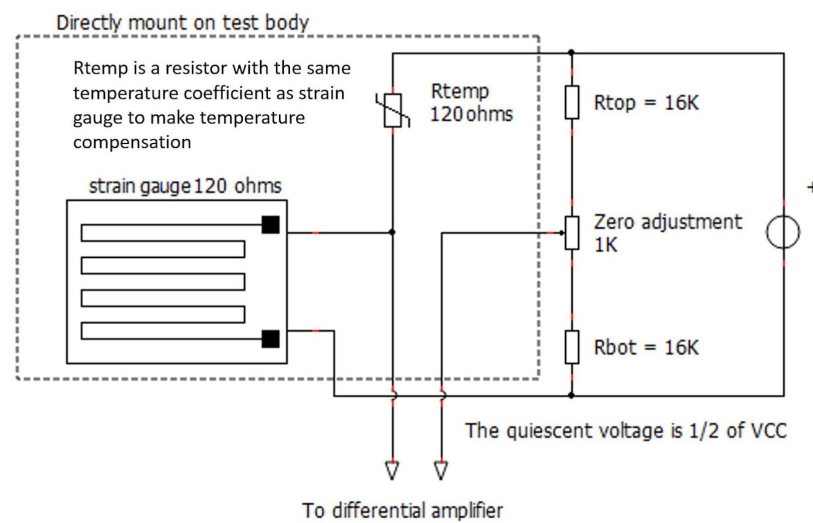 Directly mount on test body
Rtemp is a resistor with the same
temperature coefficient as strain
gauge to make temperature
compensation
Rtemp
120 ohms
Rtop = 16K
strain gauge 120 ohms
+
Zero adjustment
1K
Rbot = 16K
The quiescent voltage is 1/2 of VCC
To differential amplifier